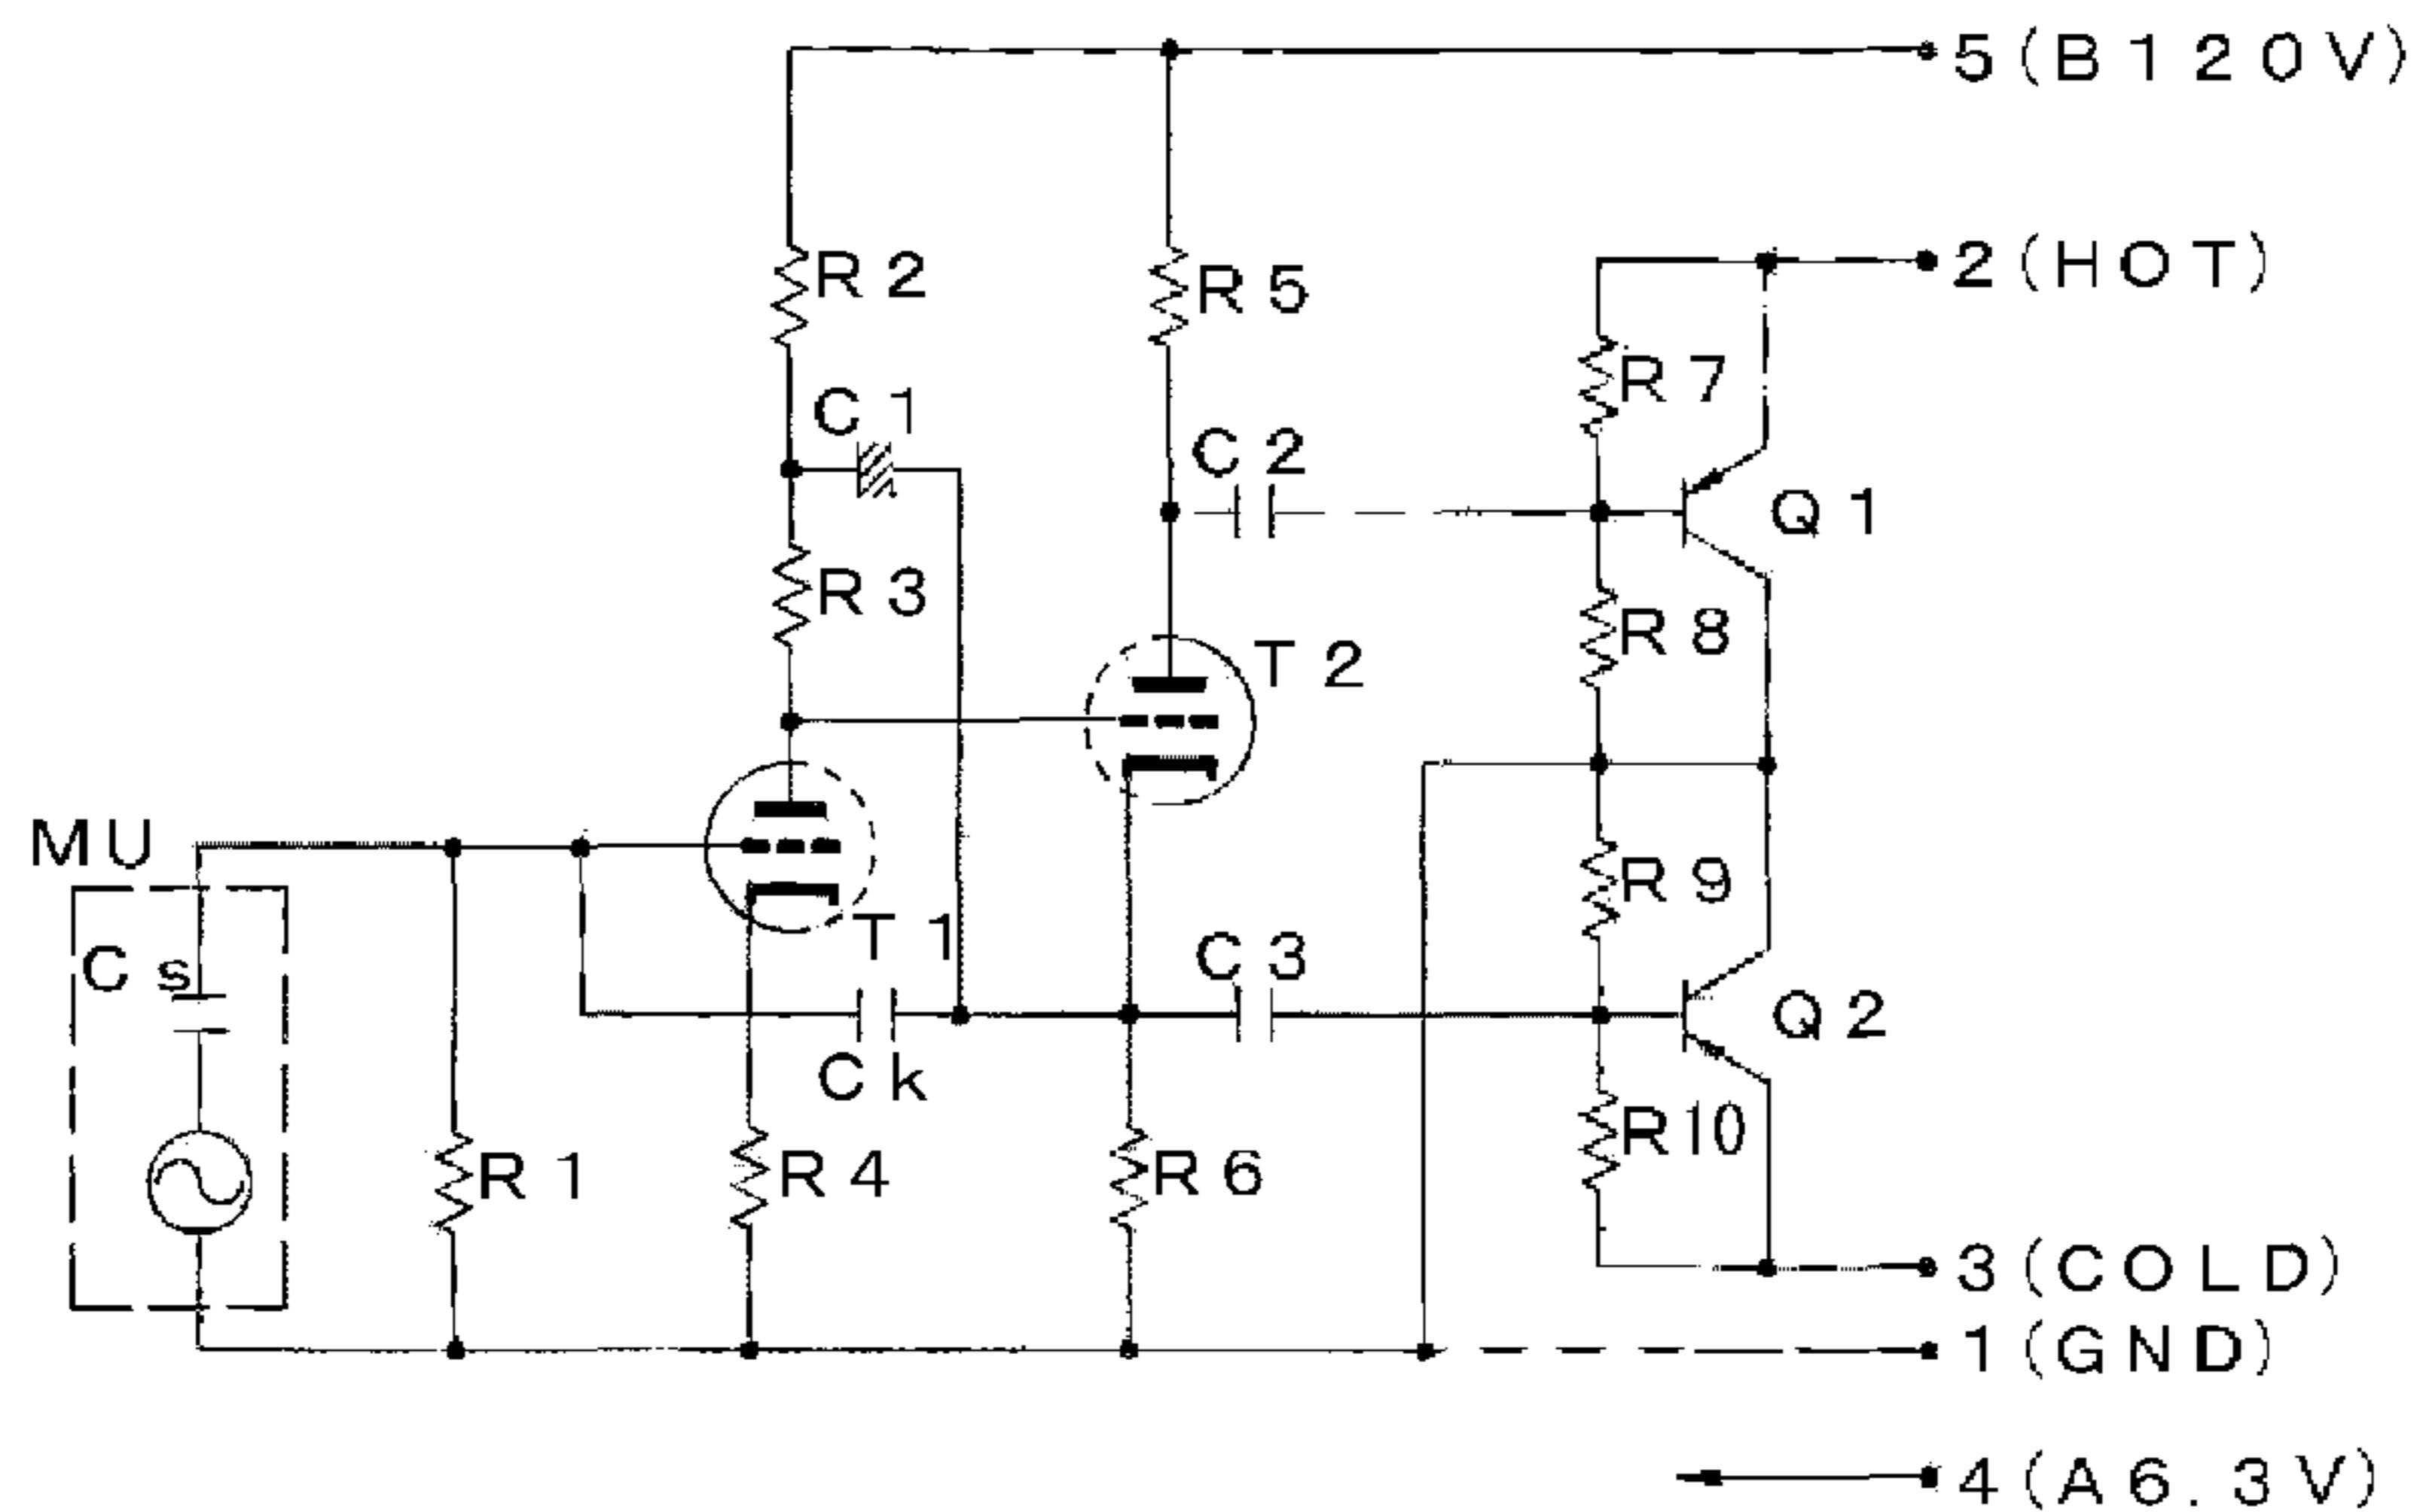 5(B120V)
2(HOT)
R2
R5
R7
C1
C2
Q1
R3
R8
T2
MU
R9
T1
Cs
C3
Q2
Ck
R10
R1
R4
R6
3(COLD)
1(GND)
4(A6.3V)